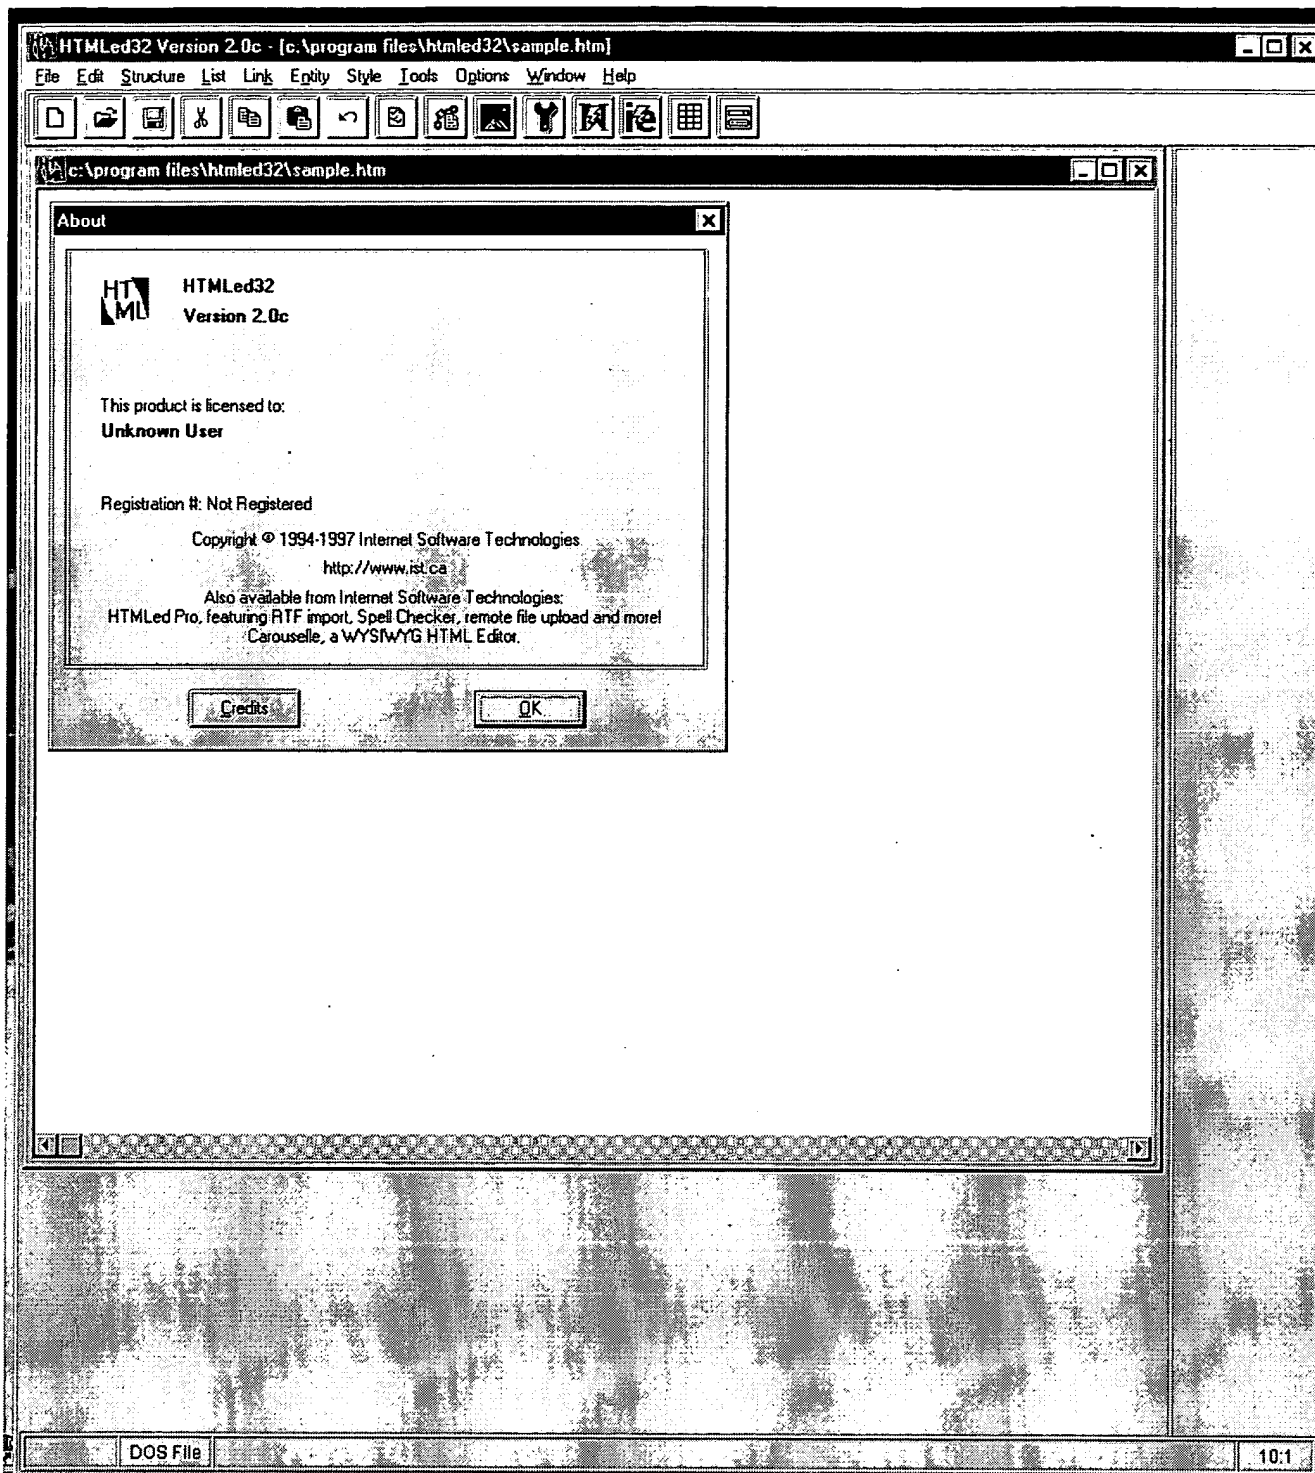 HTMLed32 Version 2.0c - [c:\program files\htmled32\sample.htm]
File Edit Structure List Link Entity Style Tools Options Window Help
c:\program files\htmled32\sample.htm
About
HT
ML
HTMLed32
Version 2.0c
This product is licensed to:
Unknown User
Registration #: Not Registered
Copyright © 1994-1997 Internet Software Technologies
http://www.ist.ca
Also available from Internet Software Technologies:
HTMLed Pro, featuring RTF import, Spell Checker, remote file upload and more!
Carouselle, a WYSIWYG HTML Editor.
Credits OK
DOS File 10:1